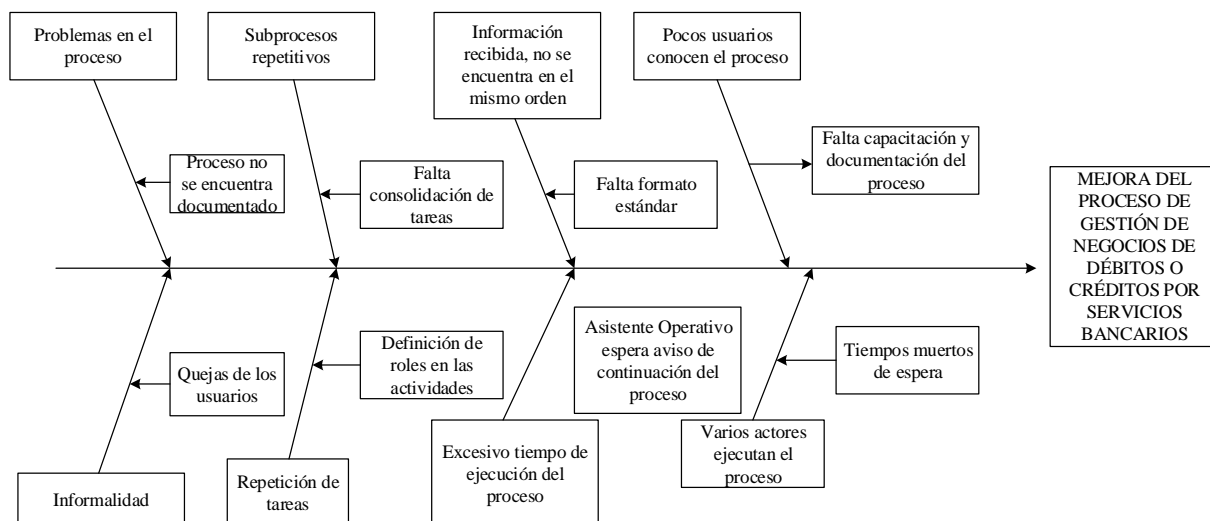 Problemas en el
proceso
Subprocesos
repetitivos
Información
recibida, no se
encuentra en el
mismo orden
Pocos usuarios
conocen el proceso
Proceso no
se encuentra
documentado
Falta
consolidación de
tareas
Falta formato
estándar
Falta capacitación y
documentación del
proceso
MEJORA DEL
PROCESO DE
GESTIÓN DE
NEGOCIOS DE
DÉBITOS O
CRÉDITOS POR
SERVICIOS
BANCARIOS
Quejas de los
usuarios
Definición de
roles en las
actividades
Asistente Operativo
espera aviso de
continuación del
proceso
Tiempos muertos
de espera
Informalidad
Repetición de
tareas
Excesivo tiempo de
ejecución del
proceso
Varios actores
ejecutan el
proceso